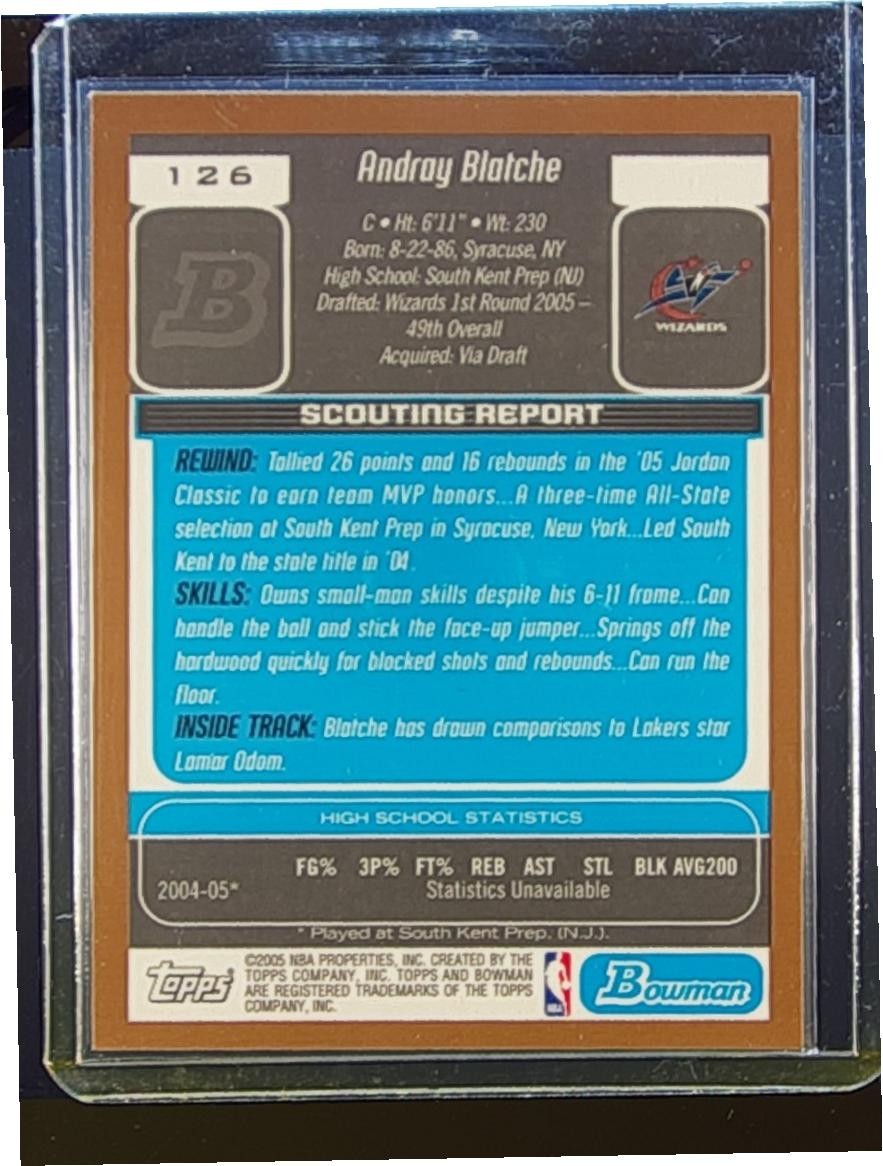 126
Andray Blatche
C • Ht: 6'11" • Wt: 230
Born: 8-22-86, Syracuse, NY
High School: South Kent Prep (NJ)
Drafted: Wizards 1st Round 2005 –
49th Overall
Acquired: Via Draft
B
WIZARDS
SCOUTING REPORT
REWIND: Tallied 26 points and 16 rebounds in the '05 Jordan
Classic to earn team MVP honors...A three-time All-State
selection at South Kent Prep in Syracuse, New York...Led South
Kent to the state title in '04.
SKILLS: Owns small-man skills despite his 6-11 frame...Can
handle the ball and stick the face-up jumper...Springs off the
hardwood quickly for blocked shots and rebounds...Can run the
floor.
INSIDE TRACK: Blatche has drawn comparisons to Lakers star
Lamar Odom.
HIGH SCHOOL STATISTICS
FG% 3P% FT% REB AST STL BLK AVG200
2004-05* Statistics Unavailable
* Played at South Kent Prep. (N.J.).
Topps
©2005 NBA PROPERTIES, INC. CREATED BY THE
TOPPS COMPANY, INC. TOPPS AND BOWMAN
ARE REGISTERED TRADEMARKS OF THE TOPPS
COMPANY, INC.
NBA
Bowman